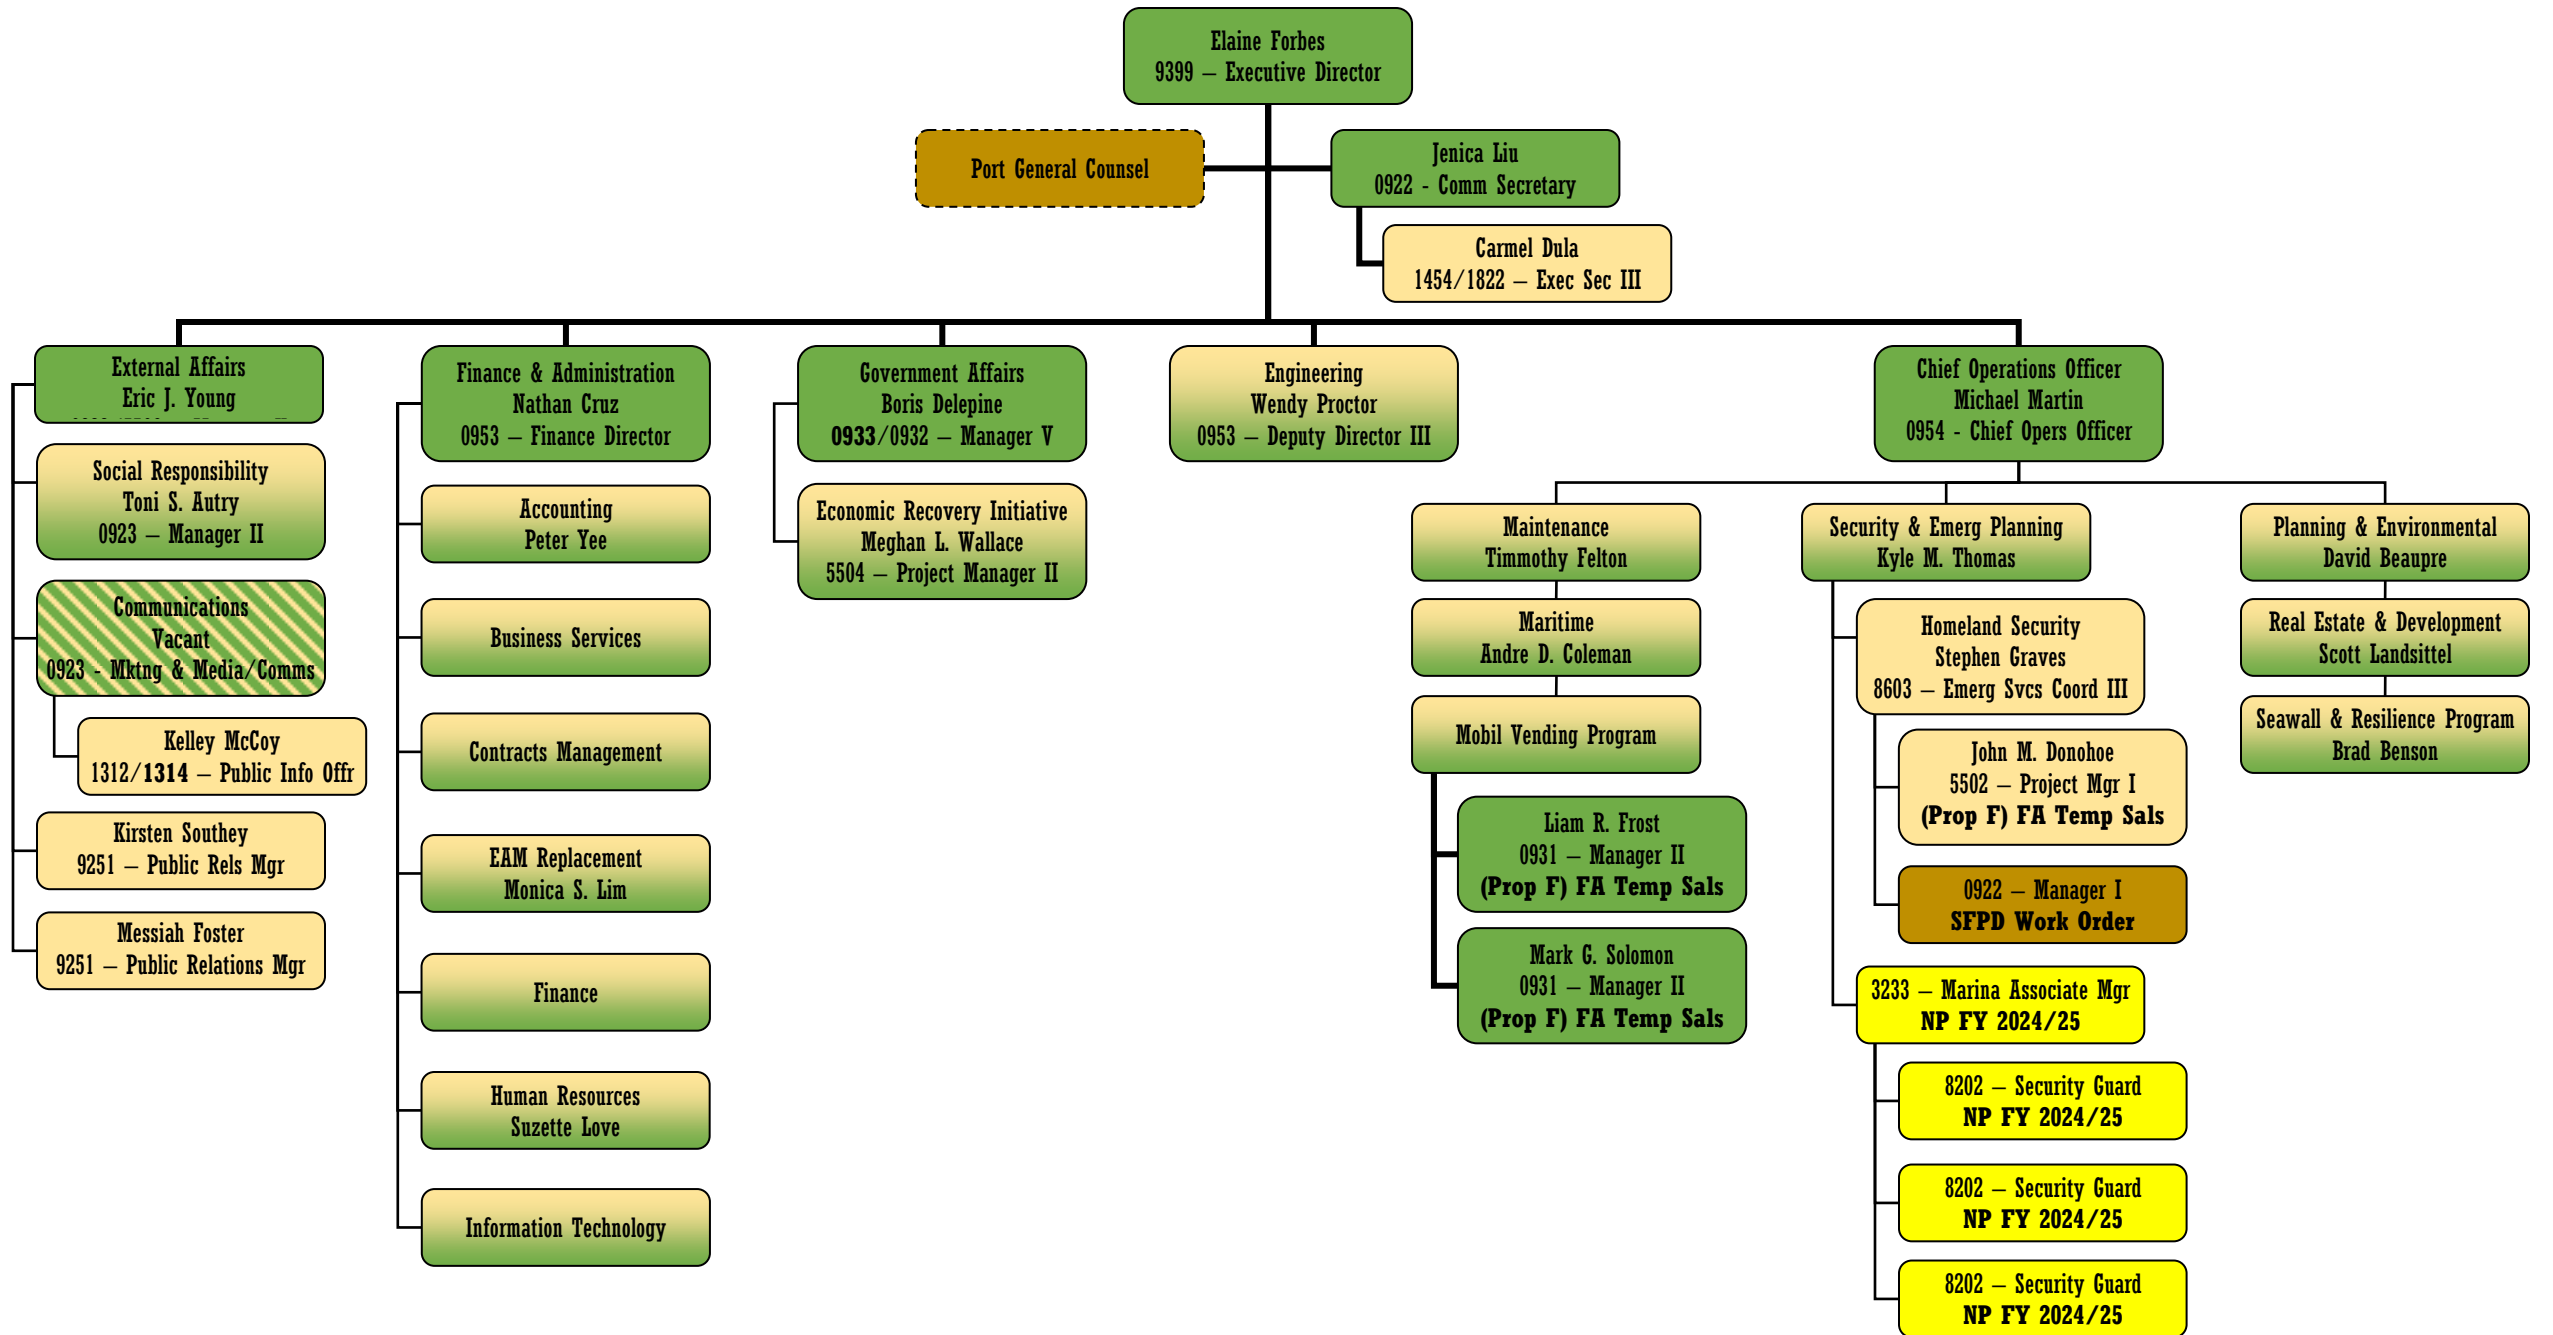 Elaine Forbes
9399 – Executive Director
Port General Counsel
Jenica Liu
0922 - Comm Secretary
Carmel Dula
1454/1822 – Exec Sec III
External Affairs
Eric J. Young
Social Responsibility
Toni S. Autry
0923 – Manager II
Communications
Vacant
0923 - Mktng & Media/Comms
Kelley McCoy
1312/1314 – Public Info Offr
Kirsten Southey
9251 – Public Rels Mgr
Messiah Foster
9251 – Public Relations Mgr
Finance & Administration
Nathan Cruz
0953 – Finance Director
Accounting
Peter Yee
Business Services
Contracts Management
EAM Replacement
Monica S. Lim
Finance
Human Resources
Suzette Love
Information Technology
Government Affairs
Boris Delepine
0933/0932 – Manager V
Economic Recovery Initiative
Meghan L. Wallace
5504 – Project Manager II
Engineering
Wendy Proctor
0953 – Deputy Director III
Chief Operations Officer
Michael Martin
0954 - Chief Opers Officer
Maintenance
Timmothy Felton
Maritime
Andre D. Coleman
Mobil Vending Program
Liam R. Frost
0931 – Manager II
(Prop F) FA Temp Sals
Mark G. Solomon
0931 – Manager II
(Prop F) FA Temp Sals
Security & Emerg Planning
Kyle M. Thomas
Homeland Security
Stephen Graves
8603 – Emerg Svcs Coord III
John M. Donohoe
5502 – Project Mgr I
(Prop F) FA Temp Sals
0922 – Manager I
SFPD Work Order
3233 – Marina Associate Mgr
NP FY 2024/25
8202 – Security Guard
NP FY 2024/25
8202 – Security Guard
NP FY 2024/25
8202 – Security Guard
NP FY 2024/25
Planning & Environmental
David Beaupre
Real Estate & Development
Scott Landsittel
Seawall & Resilience Program
Brad Benson